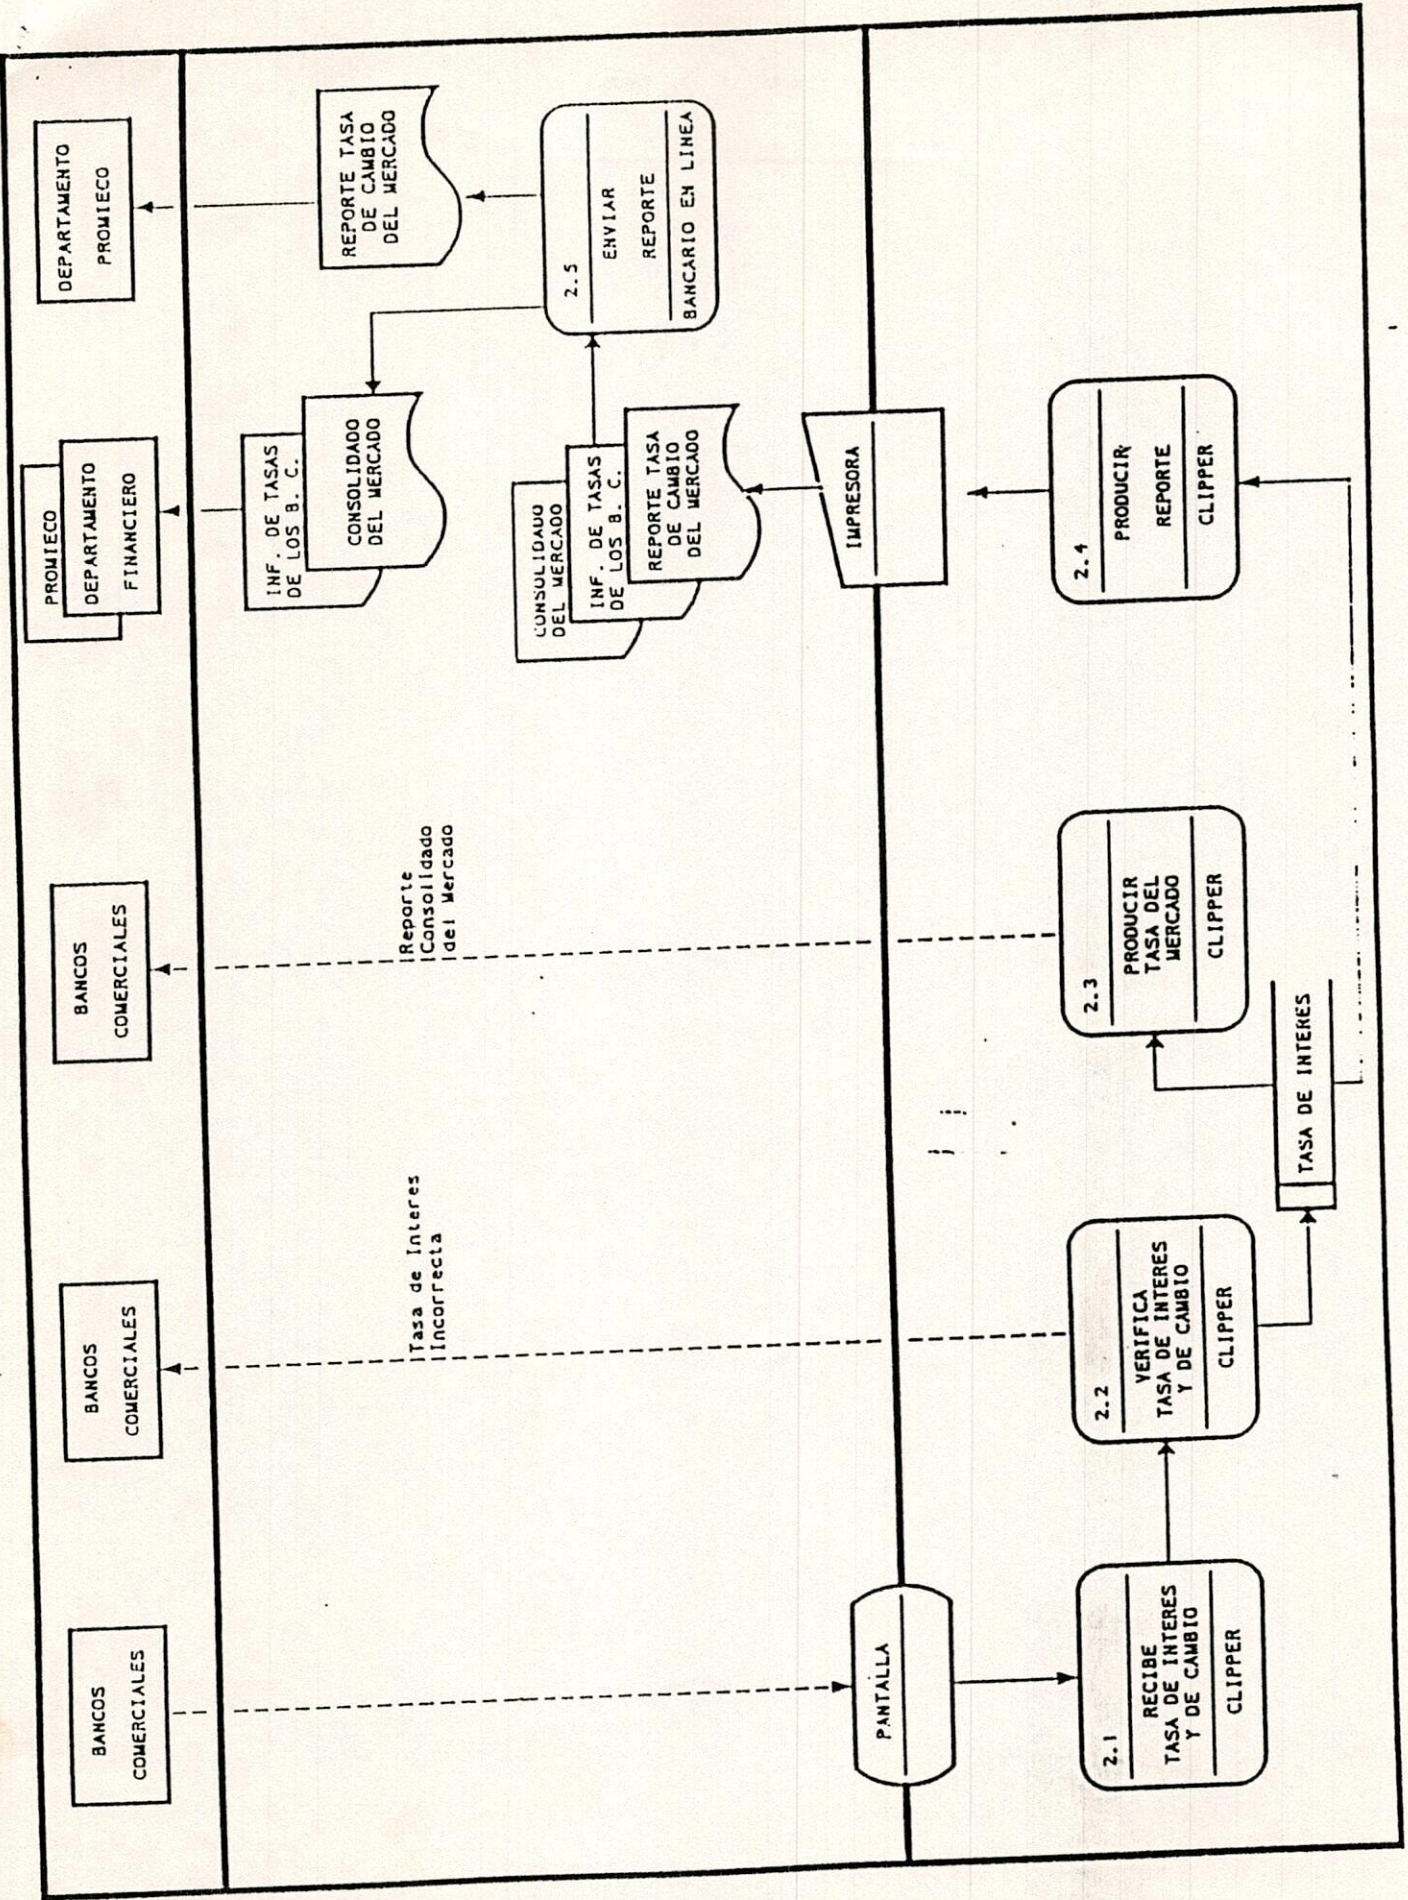 BANCOS
COMERCIALES
BANCOS
COMERCIALES
BANCOS
COMERCIALES
PROMIECO
DEPARTAMENTO
FINANCIERO
DEPARTAMENTO
PROMIECO
|Tasa de Interes
|Incorrecta
|Reporte
|Consolidado
|del Mercado
INF. DE TASAS
DE LOS B. C.
CONSOLIDADO
DEL MERCADO
REPORTE TASA
DE CAMBIO
DEL MERCADO
CONSOLIDADO
DEL MERCADO
INF. DE TASAS
DE LOS B. C.
REPORTE TASA
DE CAMBIO
DEL MERCADO
2.5
ENVIAR
REPORTE
BANCARIO EN LINEA
PANTALLA
IMPRESORA
2.1
RECIBE
TASA DE INTERES
Y DE CAMBIO
CLIPPER
2.2
VERIFICA
TASA DE INTERES
Y DE CAMBIO
CLIPPER
2.3
PRODUCIR
TASA DEL
MERCADO
CLIPPER
2.4
PRODUCIR
REPORTE
CLIPPER
TASA DE INTERES